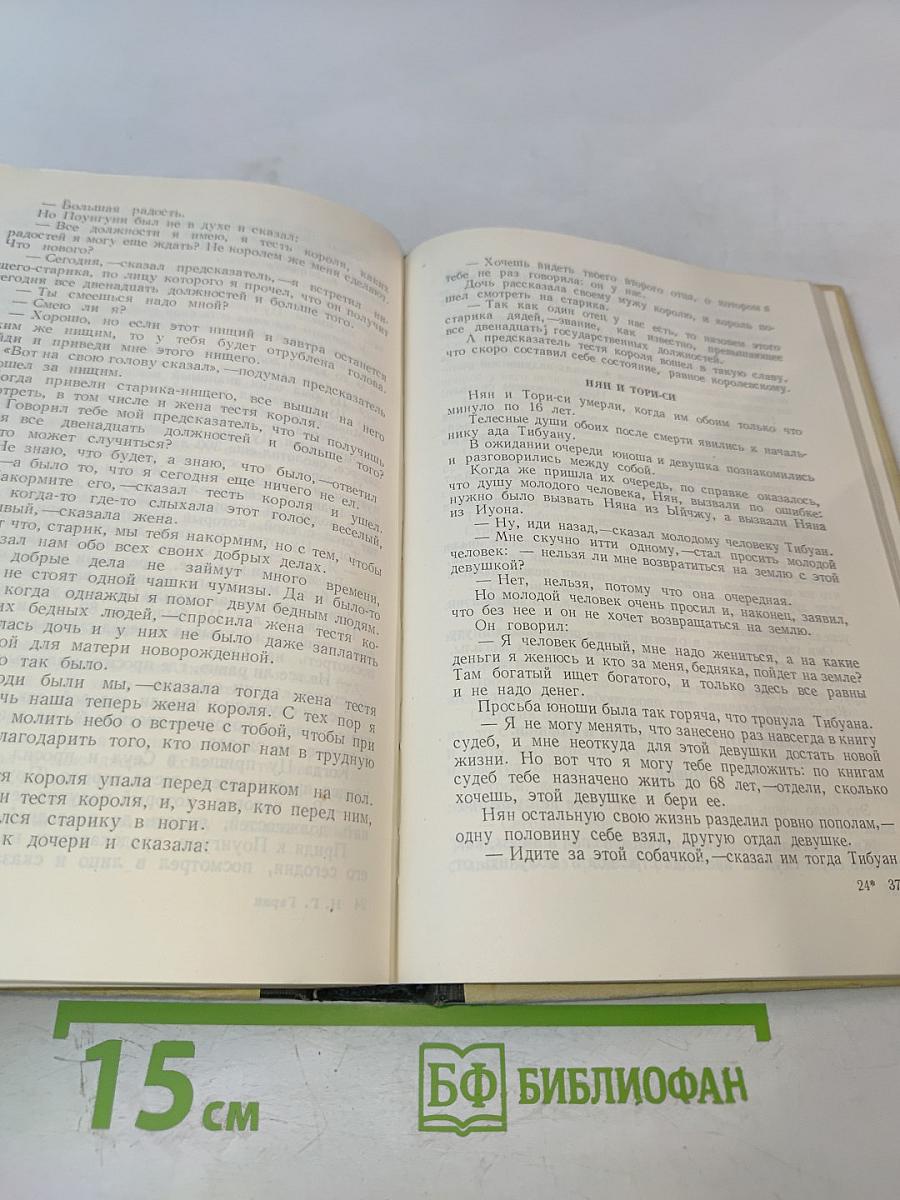 — Большая радость.
Но Поунгуни был не в духе и сказал:
— Все должности я имею, я тесть короля, каких
радостей я могу еще ждать? Не королем же меня сделают.
Что нового?
— Сегодня, —сказал предсказатель, —я встретил ни-
щего-старика, по лицу которого я прочел, что он получит
сегодня все двенадцать должностей и больше того.
— Ты смеешься надо мной?
— Смею ли я?
— Хорошо, но если этот нищий и завтра останется
ким же нищим, то у тебя будет отрублена голова.
йди и приведи мне этого нищего.
«Вот на свою голову сказал», —подумал предсказатель
ошел за нищим.
огда привели старика-нищего, все вышли на него
отреть, в том числе и жена тестя короля.
Говорил тебе мой предсказатель, что ты получишь
я все двенадцать должностей и больше того?
то может случиться?
Не знаю, что будет, а знаю, что было, —ответил
—а было то, что я сегодня еще ничего не ел.
акормите его, —сказал тесть короля и ушел.
когда-то где-то слыхала этот голос, веселый,
ивый, —сказала жена.
т что, старик, мы тебя накормим, но с тем, чтобы
азал нам обо всех своих добрых делах.
добрые дела не займут много времени,
не стоят одной чашки чумизы. Да и было-то
когда однажды я помог двум бедным людям.
их бедных людей, —спросила жена тестя ко-
лась дочь и у них не было даже заплатить
ой для матери новорожденной.
о так было.
юди были мы, —сказала тогда жена тестя
чь наша теперь жена короля. С тех пор я
молить небо о встрече с тобой, чтобы при
лагодарить того, кто помог нам в трудную
тя короля упала перед стариком на пол.
и тестя короля, и, узнав, кто перед ним,
лся старику в ноги.
к дочери и сказала:
— Хочешь видеть твоего второго отца, о котором я
тебе не раз говорила: он у нас.
Дочь рассказала своему мужу королю, и король по-
шел смотреть на старика.
— Так как один отец у нас есть, то назовем этого
старика дядей, —звание, как известно, превышающее
все двенадцать] государственных должностей.
А предсказатель тестя короля вошел в такую славу,
что скоро составил себе состояние, равное королевскому.
НЯН И ТОРИ-СИ
Нян и Тори-си умерли, когда им обоим только что
минуло по 16 лет.
Телесные души обоих после смерти явились к началь-
нику ада Тибуану.
В ожидании очереди юноша и девушка познакомились
и разговорились между собой.
Когда же пришла их очередь, по справке оказалось,
что душу молодого человека, Нян, вызвали по ошибке:
нужно было вызвать Няна из Ыйчжу, а вызвали Няна
из Иуона.
— Ну, иди назад, —сказал молодому человеку Тибуан.
— Мне скучно итти одному, —стал просить молодой
человек: — нельзя ли мне возвратиться на землю с этой
девушкой?
— Нет, нельзя, потому что она очередная.
Но молодой человек очень просил и, наконец, заявил,
что без нее и он не хочет возвращаться на землю.
Он говорил:
— Я человек бедный, мне надо жениться, а на какие
деньги я женюсь и кто за меня, бедняка, пойдет на земле?
Там богатый ищет богатого, и только здесь все равны
и не надо денег.
Просьба юноши была так горяча, что тронула Тибуана.
— Я не могу менять, что занесено раз навсегда в книгу
судеб, и мне неоткуда для этой девушки достать новой
жизни. Но вот что я могу тебе предложить: по книгам
судеб тебе назначено жить до 68 лет, —отдели, сколько
хочешь, этой девушке и бери ее.
Нян остальную свою жизнь разделил ровно пополам, —
одну половину себе взял, другую отдал девушке.
— Идите за этой собачкой, —сказал им тогда Тибуан
24* 37
15 см
БФ БИБЛИОФАН